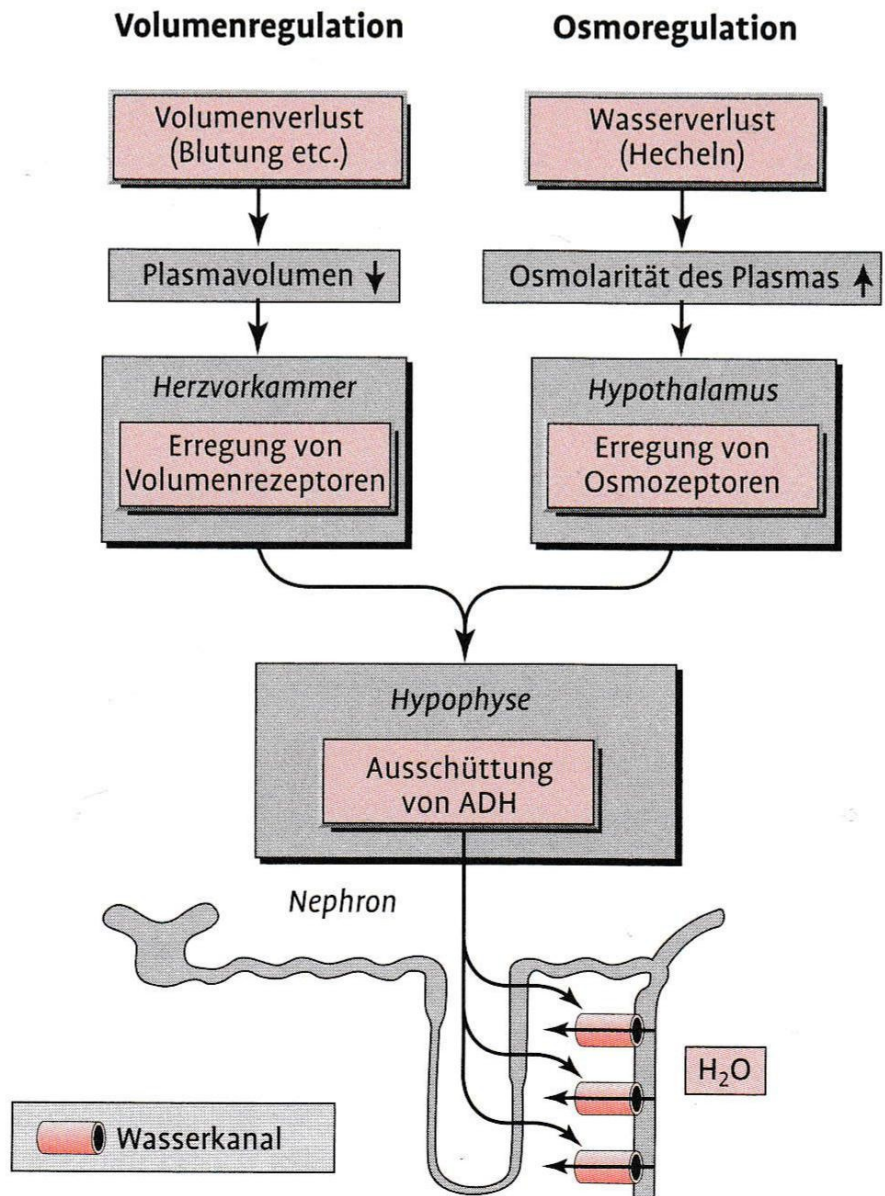 Volumenregulation
Osmoregulation
Volumenverlust
(Blutung etc.)
Wasserverlust
(Hecheln)
Plasmavolumen ↓
Osmolarität des Plasmas ↑
Herzvorkammer
Erregung von
Volumenrezeptoren
Hypothalamus
Erregung von
Osmozeptoren
Hypophyse
Ausschüttung
von ADH
Nephron
H₂O
Wasserkanal